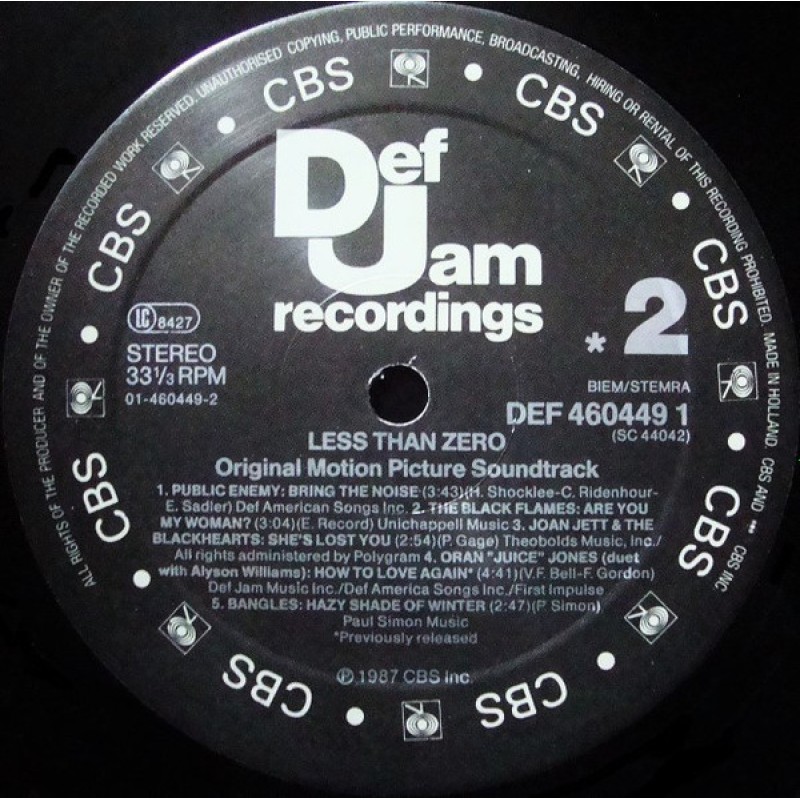 ALL RIGHTS OF THE PRODUCER AND OF THE OWNER OF THE RECORDED WORK RESERVED. UNAUTHORISED COPYING, PUBLIC PERFORMANCE, BROADCASTING, HIRING OR RENTAL OF THIS RECORDING PROHIBITED. MADE IN HOLLAND CBS AND *** CBS INC
CBS
CBS
CBS
CBS
CBS
CBS
CBS
CBS
Def
Jam
recordings
LC 8427
STEREO
33 1/3 RPM
01-460449-2
* 2
BIEM/STEMRA
DEF 460449 1
(SC 44042)
LESS THAN ZERO
Original Motion Picture Soundtrack
1. PUBLIC ENEMY: BRING THE NOISE (3:43)(H. Shocklee-C. Ridenhour-
E. Sadler) Def American Songs Inc. 2. THE BLACK FLAMES: ARE YOU
MY WOMAN? (3:04)(E. Record) Unichappell Music 3. JOAN JETT & THE
BLACKHEARTS: SHE'S LOST YOU (2:54)(P. Gage) Theobolds Music, Inc./
All rights administered by Polygram 4. ORAN "JUICE" JONES (duet
with Alyson Williams): HOW TO LOVE AGAIN* (4:41)(V.F. Bell-F. Gordon)
Def Jam Music Inc./Def America Songs Inc./First Impulse
5. BANGLES: HAZY SHADE OF WINTER (2:47)(P. Simon)
Paul Simon Music
*Previously released
℗ 1987 CBS Inc.